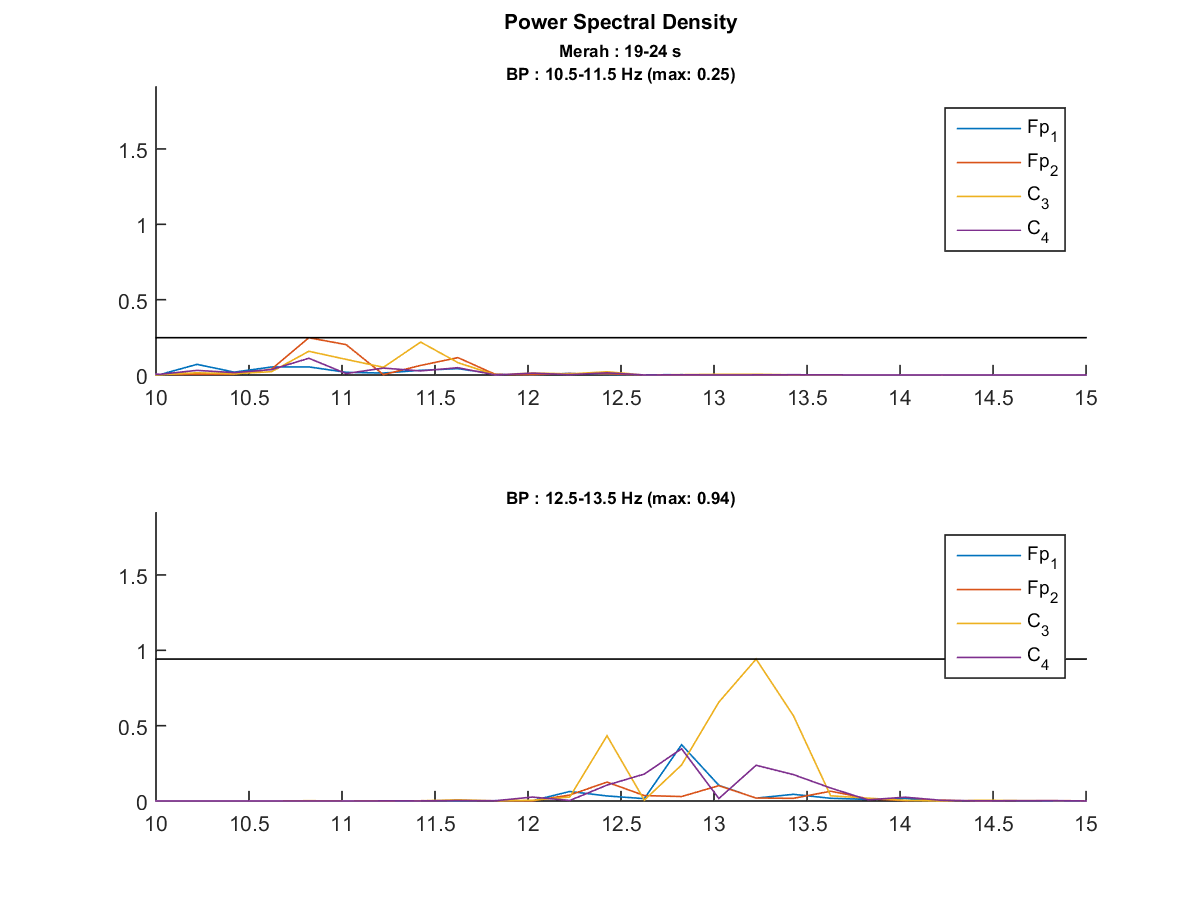 Power Spectral Density
Merah : 19-24 s
BP : 10.5-11.5 Hz (max: 0.25)
1.5
1
0.5
0
10 10.5 11 11.5 12 12.5 13 13.5 14 14.5 15
Fp1
Fp2
C3
C4
BP : 12.5-13.5 Hz (max: 0.94)
1.5
1
0.5
0
10 10.5 11 11.5 12 12.5 13 13.5 14 14.5 15
Fp1
Fp2
C3
C4